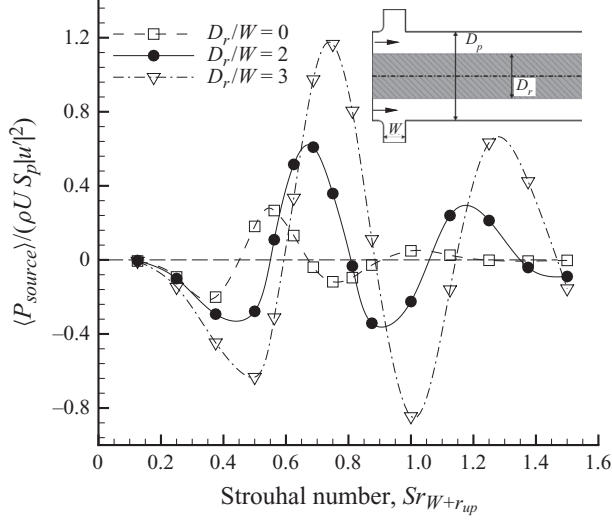 1.2
0.8
0.4
0
−0.4
−0.8
⟨P_source⟩/(ρU S_p|u′|²)
D_r/W = 0
D_r/W = 2
D_r/W = 3
D_p
D_r
W
0 0.2 0.4 0.6 0.8 1.0 1.2 1.4 1.6
Strouhal number, Sr_{W+r_{up}}